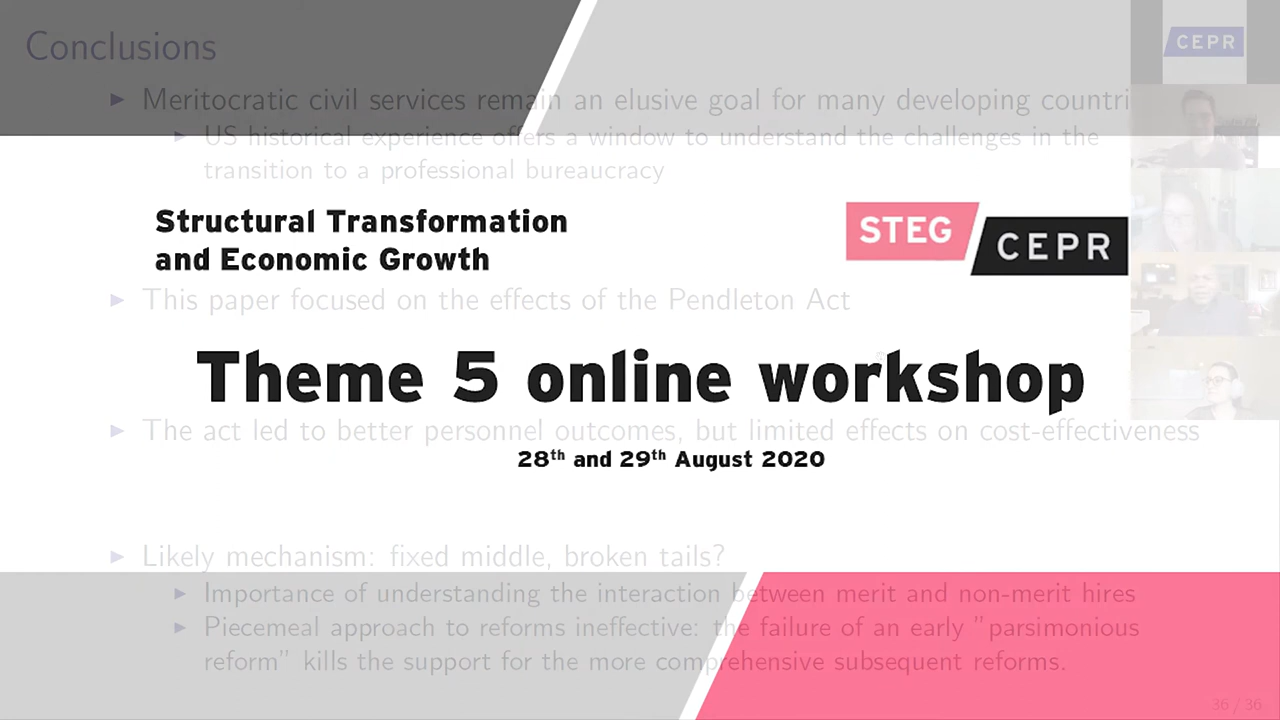 Conclusions
CEPR
► Meritocratic civil services remain an elusive goal for many developing countri
► US historical experience offers a window to understand the challenges in the
transition to a professional bureaucracy
Structural Transformation
and Economic Growth
STEG
CEPR
► This paper focused on the effects of the Pendleton Act
Theme 5 online workshop
► The act led to better personnel outcomes, but limited effects on cost-effectiveness
28th and 29th August 2020
► Likely mechanism: fixed middle, broken tails?
► Importance of understanding the interaction between merit and non-merit hires
► Piecemeal approach to reforms ineffective: the failure of an early "parsimonious
reform" kills the support for the more comprehensive subsequent reforms.
36 / 36